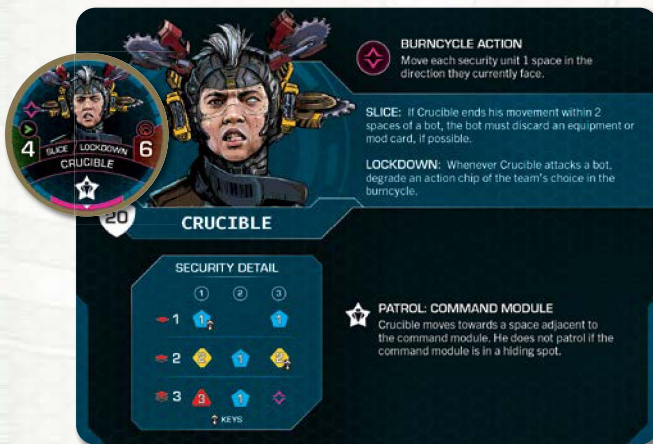 BURNCYCLE ACTION
Move each security unit 1 space in the
direction they currently face.
SLICE: If Crucible ends his movement within 2
spaces of a bot, the bot must discard an equipment or
mod card, if possible.
LOCKDOWN: Whenever Crucible attacks a bot,
degrade an action chip of the team's choice in the
burncycle.
4 SLICE / LOCKDOWN 6
CRUCIBLE
20
CRUCIBLE
SECURITY DETAIL
1 2 3
1 1 1
2 2 1 2
3 3 1
KEYS
PATROL: COMMAND MODULE
Crucible moves towards a space adjacent to
the command module. He does not patrol if the
command module is in a hiding spot.